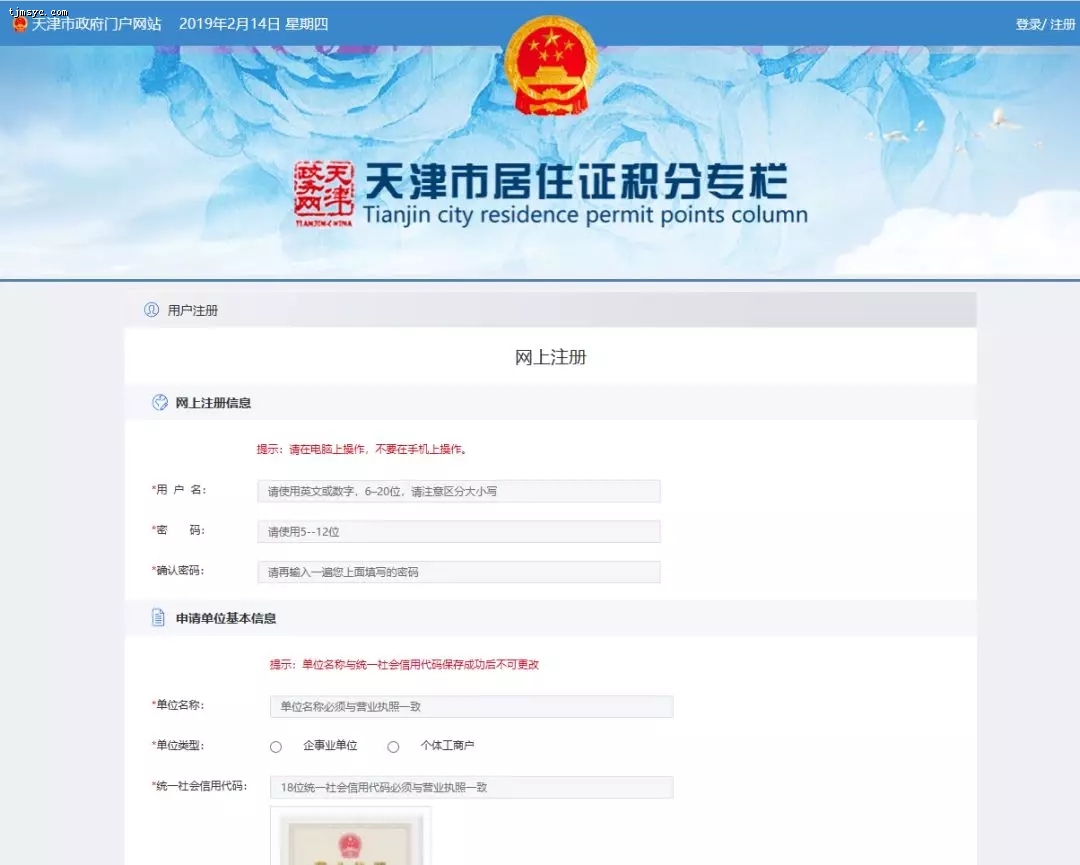 tjmsyc.com
天津市政府门户网站 2019年2月14日 星期四
登录/ 注册
天津政务网
TIANJIN·CHINA
天津市居住证积分专栏
Tianjin city residence permit points column
用户注册
网上注册
网上注册信息
提示：请在电脑上操作，不要在手机上操作。
*用 户 名: 请使用英文或数字，6–20位，请注意区分大小写
*密 码: 请使用5--12位
*确认密码: 请再输入一遍您上面填写的密码
申请单位基本信息
提示：单位名称与统一社会信用代码保存成功后不可更改
*单位名称: 单位名称必须与营业执照一致
*单位类型: 企事业单位 个体工商户
*统一社会信用代码: 18位统一社会信用代码必须与营业执照一致